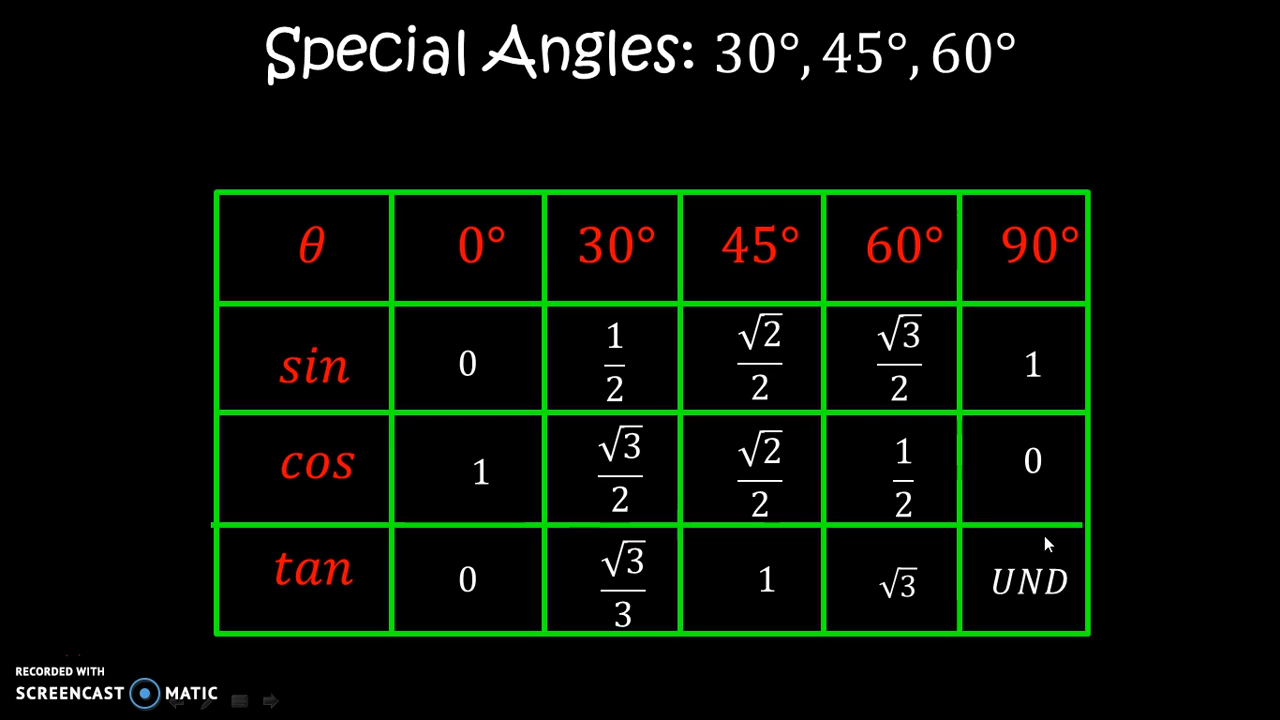 Special Angles: 30°, 45°, 60°
θ 0° 30° 45° 60° 90°
sin 0 1/2 √2/2 √3/2 1
cos 1 √3/2 √2/2 1/2 0
tan 0 √3/3 1 √3 UND
RECORDED WITH
SCREENCAST MATIC